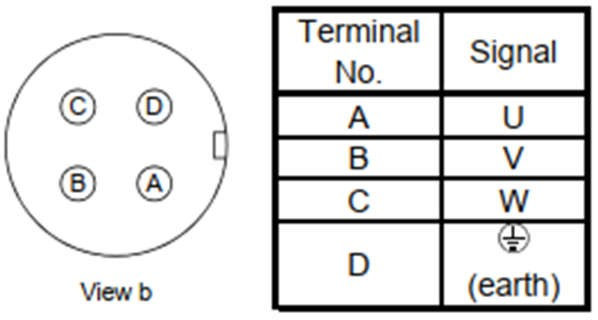 C D
B A
View b
Terminal No. Signal
A U
B V
C W
D (earth)